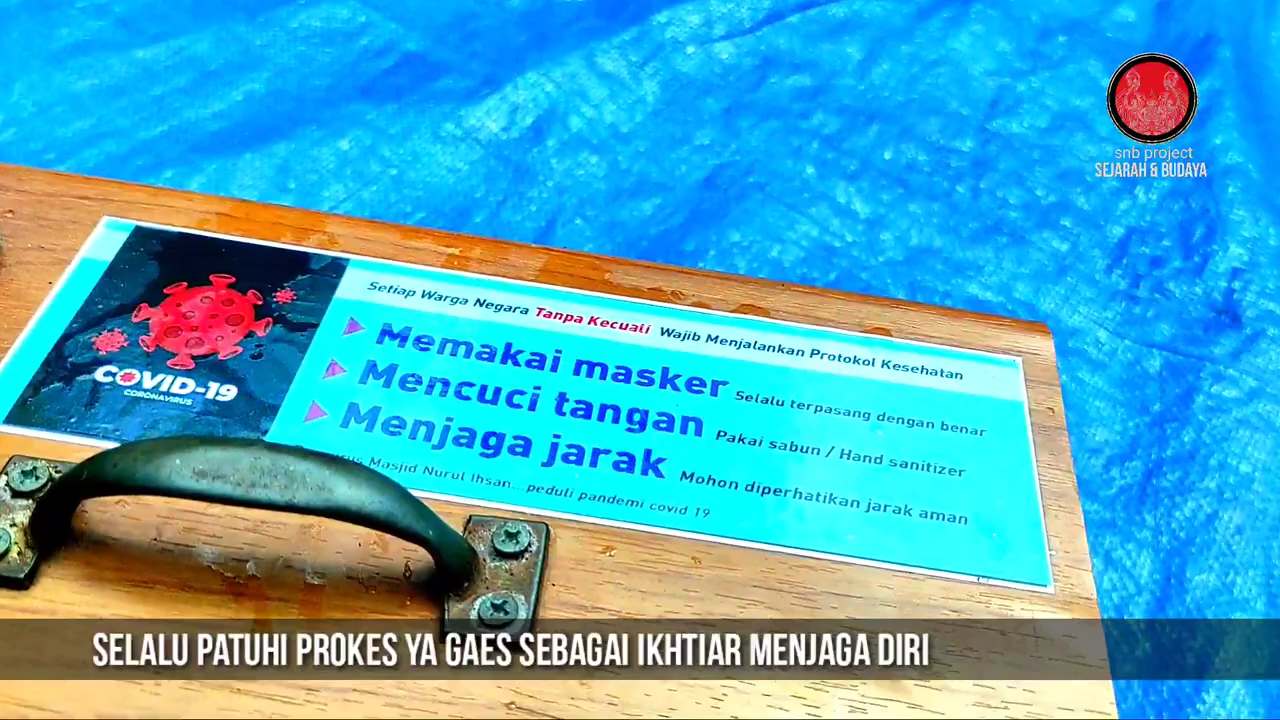 snb project
SEJARAH & BUDAYA
Setiap Warga Negara Tanpa Kecuali Wajib Menjalankan Protokol Kesehatan
Memakai masker Selalu terpasang dengan benar
Mencuci tangan Pakai sabun / Hand sanitizer
Menjaga jarak Mohon diperhatikan jarak aman
Masjid Nurul Ihsan... peduli pandemi covid 19
COVID-19
CORONAVIRUS
SELALU PATUHI PROKES YA GAES SEBAGAI IKHTIAR MENJAGA DIRI